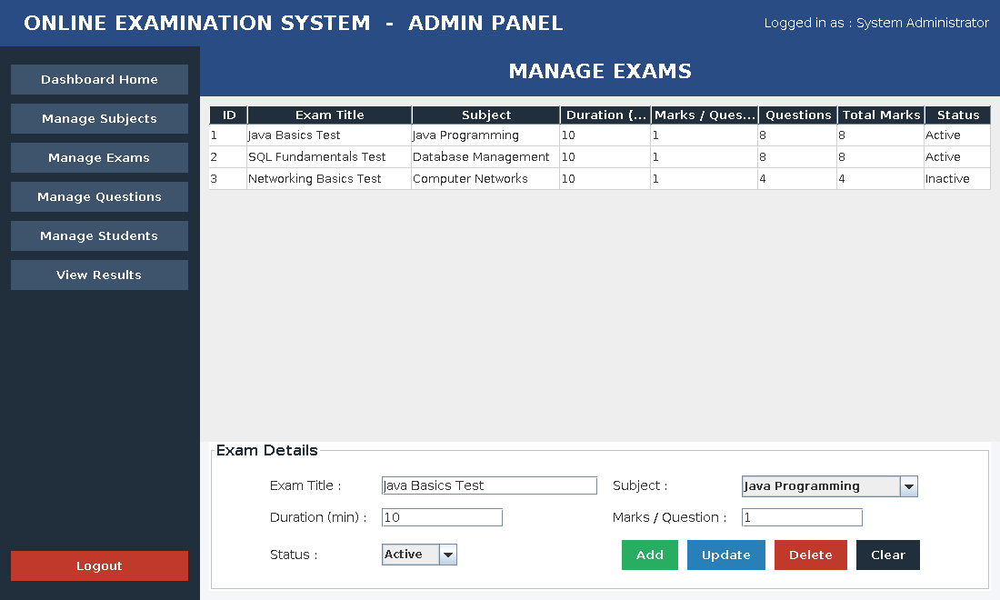 ONLINE EXAMINATION SYSTEM - ADMIN PANEL
Logged in as : System Administrator
Dashboard Home
Manage Subjects
Manage Exams
Manage Questions
Manage Students
View Results
Logout
MANAGE EXAMS
ID Exam Title Subject Duration (... Marks / Ques... Questions Total Marks Status
1 Java Basics Test Java Programming 10 1 8 8 Active
2 SQL Fundamentals Test Database Management 10 1 8 8 Active
3 Networking Basics Test Computer Networks 10 1 4 4 Inactive
Exam Details
Exam Title : Java Basics Test Subject : Java Programming
Duration (min) : 10 Marks / Question : 1
Status : Active Add Update Delete Clear